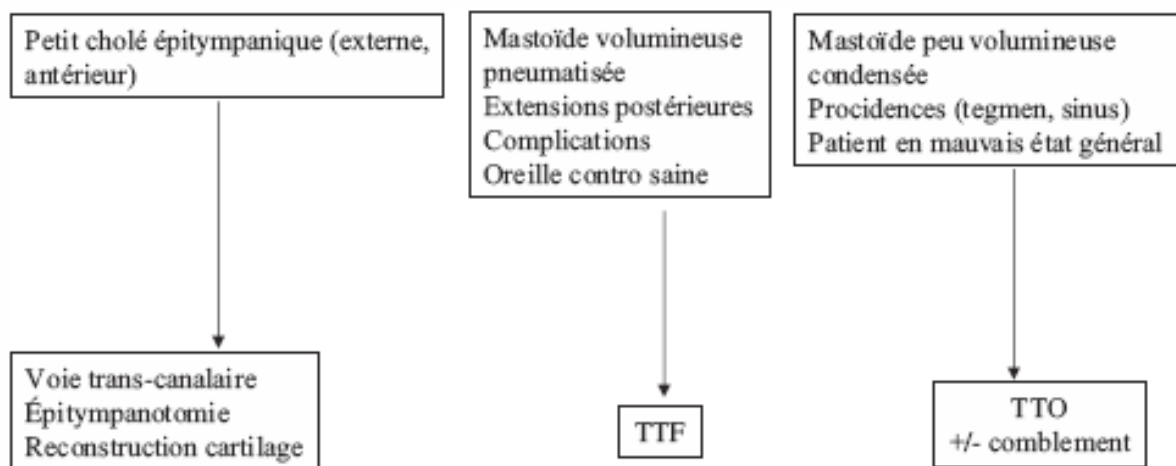 Petit cholé épitympanique (externe,
antérieur)
Mastoïde volumineuse
pneumatisée
Extensions postérieures
Complications
Oreille contro saine
Mastoïde peu volumineuse
condensée
Procidences (tegmen, sinus)
Patient en mauvais état général
Voie trans-canalaire
Épitympanotomie
Reconstruction cartilage
TTF
TTO
+/- comblement